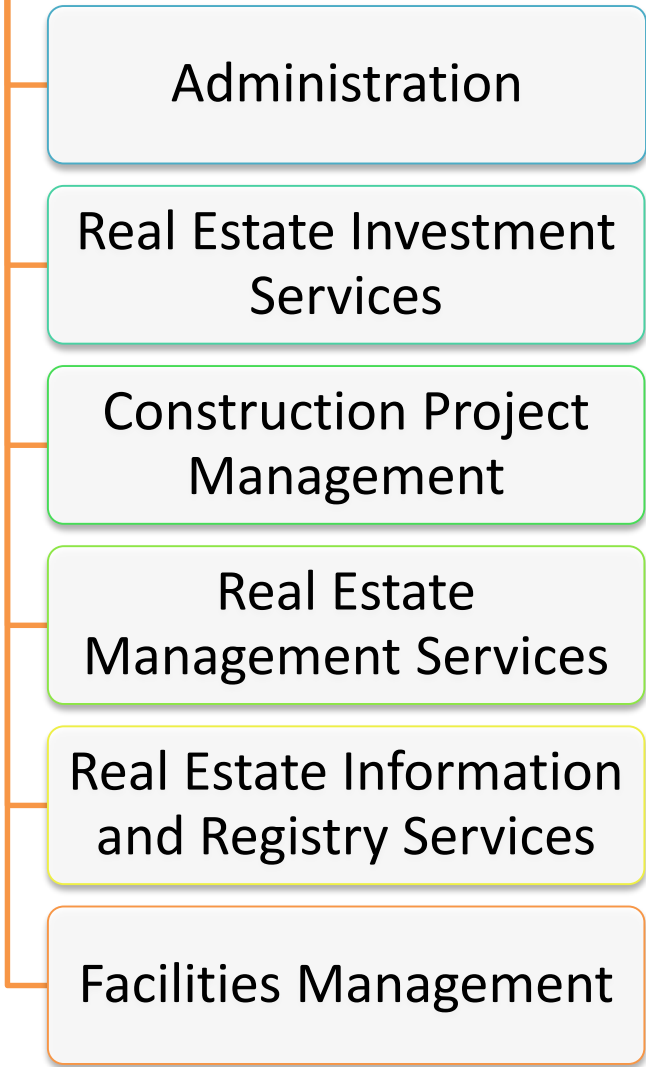 Administration
Real Estate Investment
Services
Construction Project
Management
Real Estate
Management Services
Real Estate Information
and Registry Services
Facilities Management